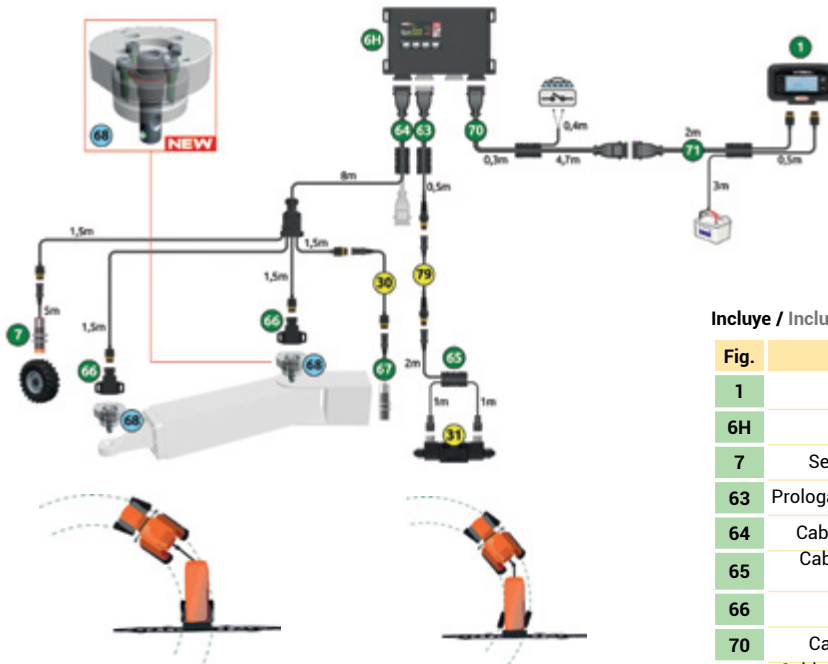 6H
1
68
NEW
64
63
70
0,4m
2m
71
0,3m
4,7m
0,5m
8m
0,5m
3m
1,5m
1,5m
30
79
1,5m
5m
7
66
1,5m
66
67
2m
65
68
68
1m
1m
31
Incluye / Inclu
Fig.
1
6H
7 Se
63 Prologa
64 Cab
65 Cab
66
70 Ca